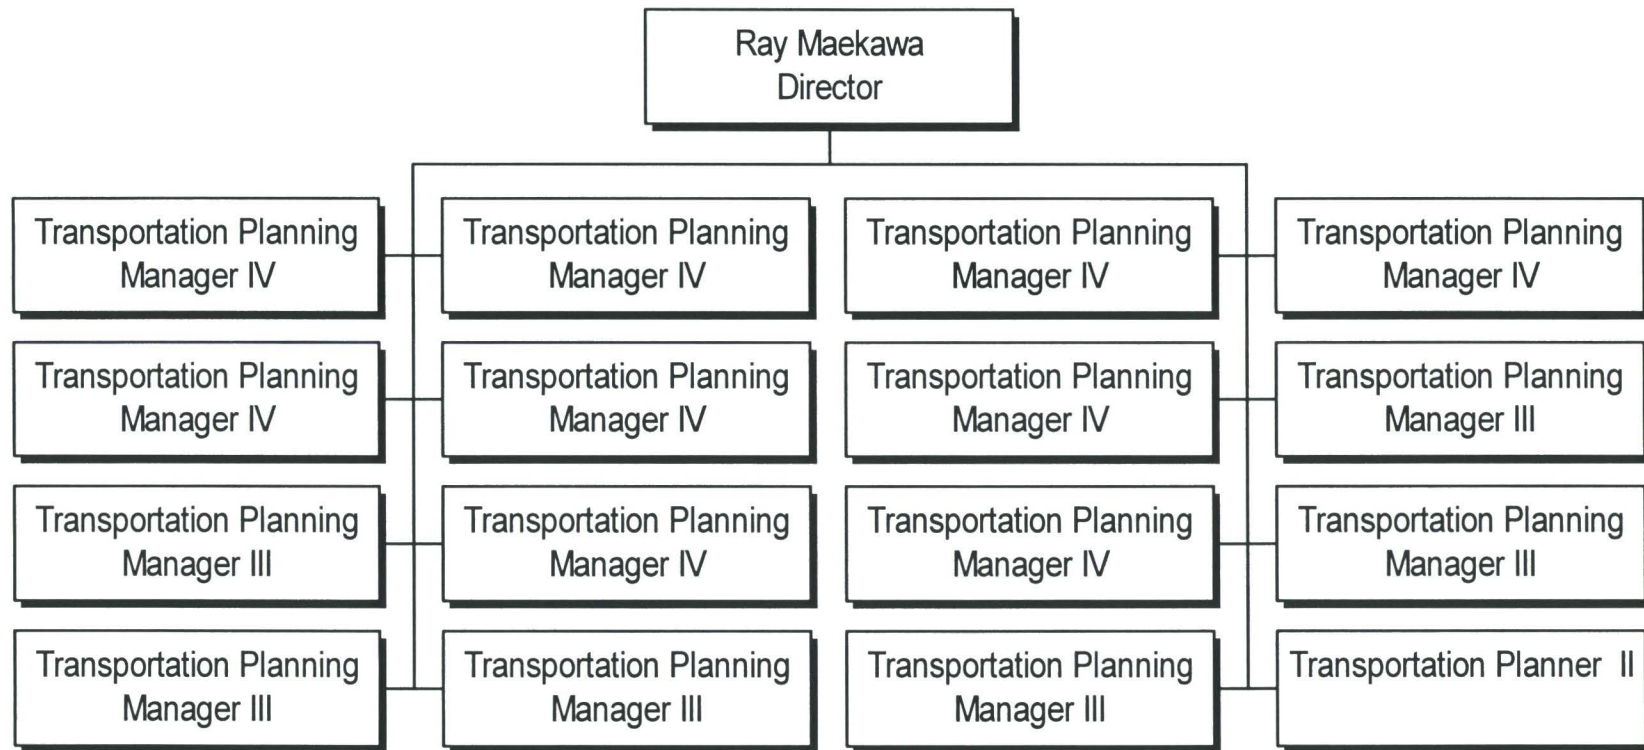 Ray Maekawa
Director
Transportation Planning
Manager IV
Transportation Planning
Manager IV
Transportation Planning
Manager IV
Transportation Planning
Manager IV
Transportation Planning
Manager IV
Transportation Planning
Manager IV
Transportation Planning
Manager IV
Transportation Planning
Manager III
Transportation Planning
Manager III
Transportation Planning
Manager IV
Transportation Planning
Manager IV
Transportation Planning
Manager III
Transportation Planning
Manager III
Transportation Planning
Manager III
Transportation Planning
Manager III
Transportation Planner II